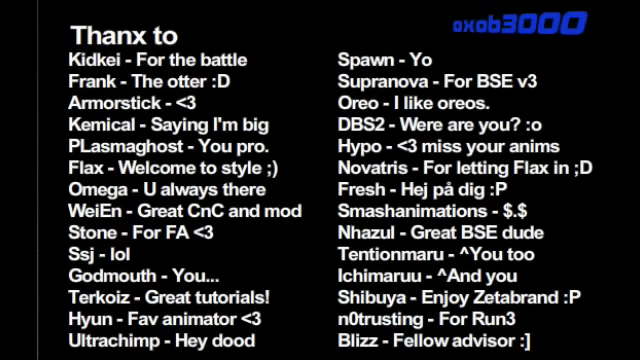 Thanx to
oxob3000
Kidkei - For the battle
Frank - The otter :D
Armorstick - <3
Kemical - Saying I'm big
PLasmaghost - You pro.
Flax - Welcome to style ;)
Omega - U always there
WeiEn - Great CnC and mod
Stone - For FA <3
Ssj - lol
Godmouth - You...
Terkoiz - Great tutorials!
Hyun - Fav animator <3
Ultrachimp - Hey dood
Spawn - Yo
Supranova - For BSE v3
Oreo - I like oreos.
DBS2 - Were are you? :o
Hypo - <3 miss your anims
Novatris - For letting Flax in ;D
Fresh - Hej på dig :P
Smashanimations - $.$
Nhazul - Great BSE dude
Tentionmaru - ^You too
Ichimaruu - ^And you
Shibuya - Enjoy Zetabrand :P
n0trusting - For Run3
Blizz - Fellow advisor :]